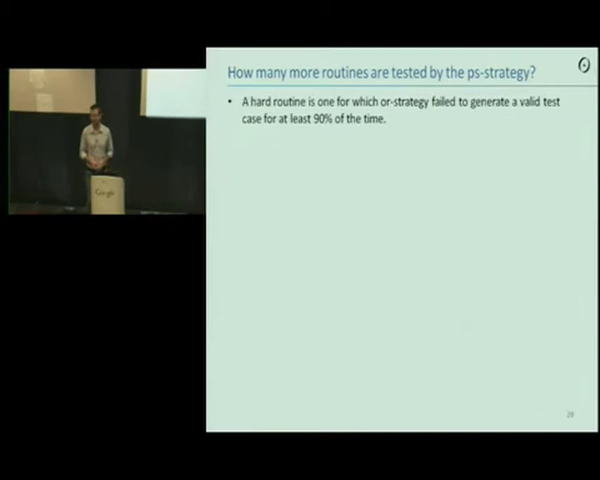 How many more routines are tested by the ps-strategy?
• A hard routine is one for which or-strategy failed to generate a valid test
case for at least 90% of the time.
Google